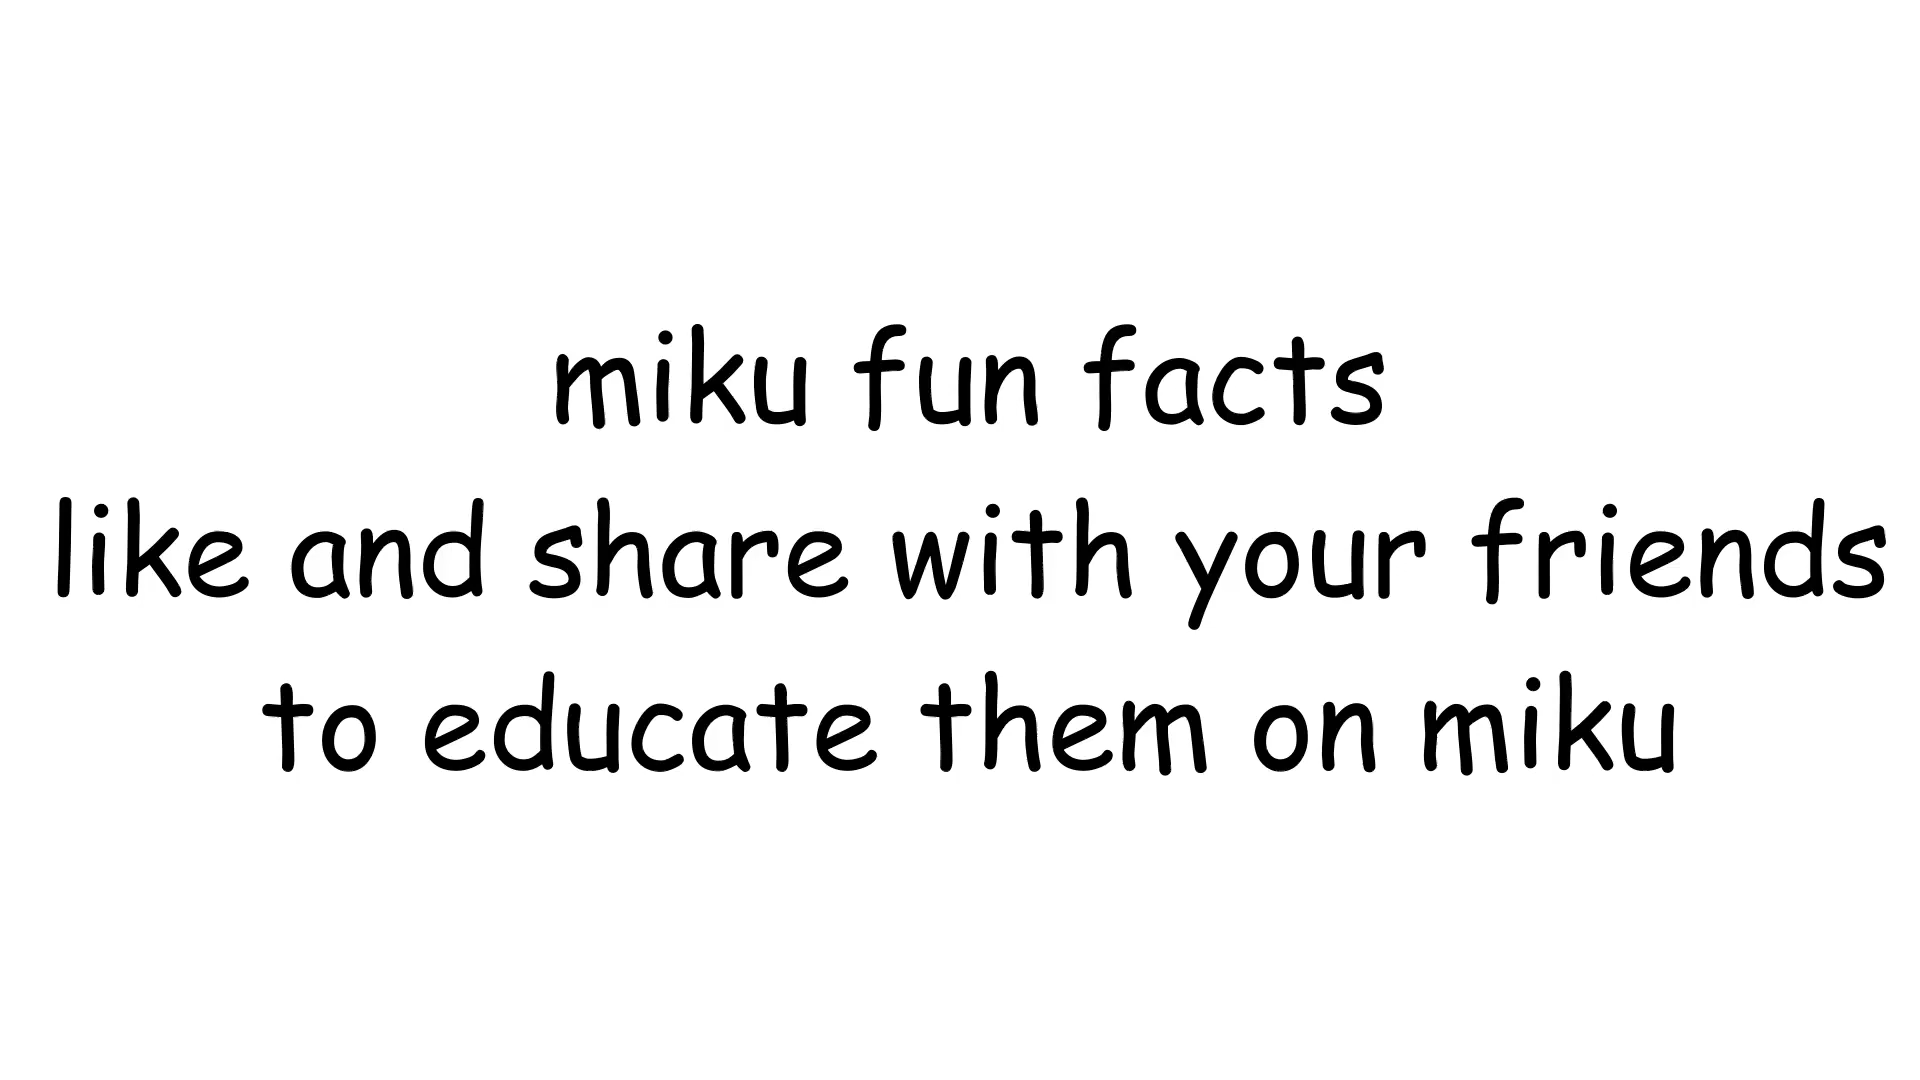 miku fun facts
like and share with your friends
to educate them on miku